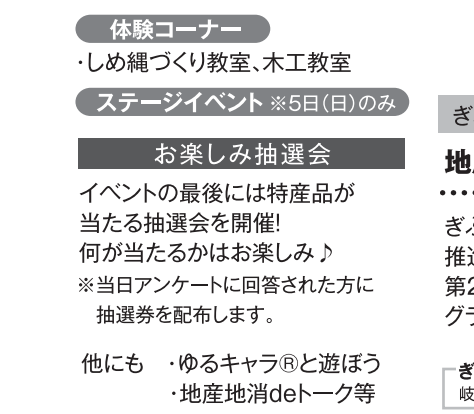 体験コーナー
・しめ縄づくり教室、木工教室
ステージイベント ※5日(日)のみ
お楽しみ抽選会
イベントの最後には特産品が
当たる抽選会を開催!
何が当たるかはお楽しみ♪
※当日アンケートに回答された方に
抽選券を配布します。
他にも ・ゆるキャラ®と遊ぼう
・地産地消deトーク等
ぎ
地
ぎふ
推進
第2
グラ
ぎ
岐